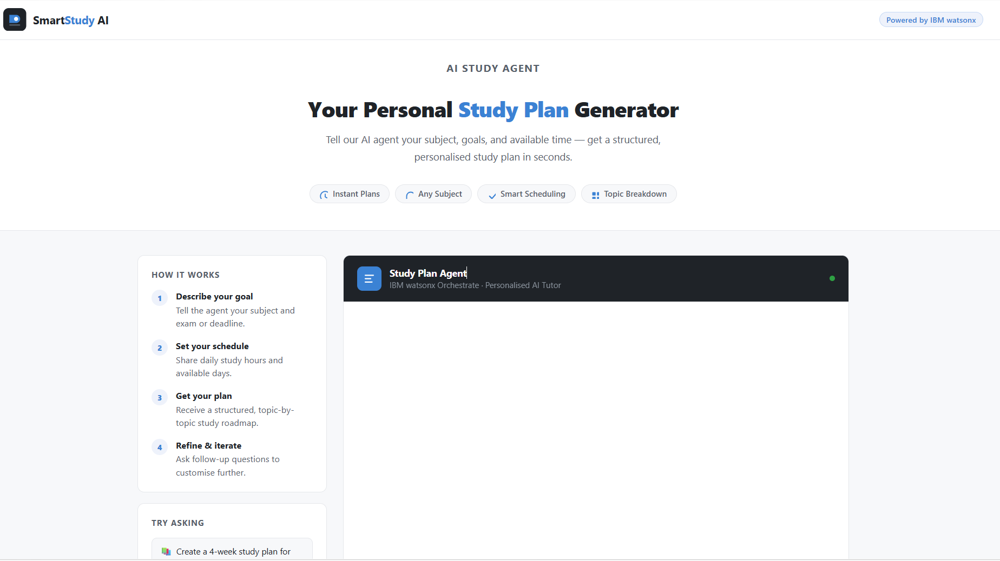 SmartStudy AI
Powered by IBM watsonx
AI STUDY AGENT
Your Personal Study Plan Generator
Tell our AI agent your subject, goals, and available time — get a structured,
personalised study plan in seconds.
Instant Plans
Any Subject
Smart Scheduling
Topic Breakdown
HOW IT WORKS
1
Describe your goal
Tell the agent your subject and
exam or deadline.
2
Set your schedule
Share daily study hours and
available days.
3
Get your plan
Receive a structured, topic-by-
topic study roadmap.
4
Refine & iterate
Ask follow-up questions to
customise further.
TRY ASKING
Create a 4-week study plan for
Study Plan Agent
IBM watsonx Orchestrate · Personalised AI Tutor